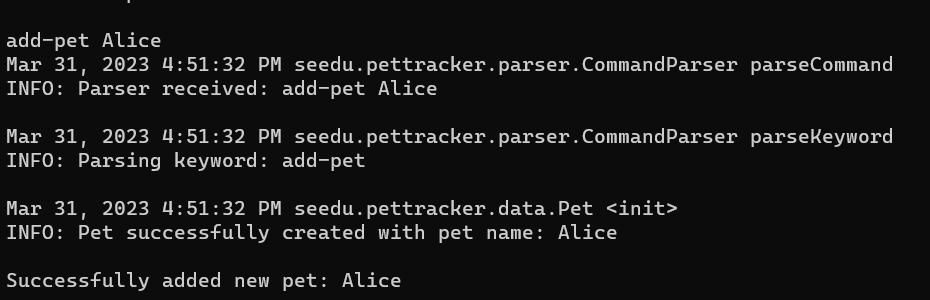 add-pet Alice
Mar 31, 2023 4:51:32 PM seedu.pettracker.parser.CommandParser parseCommand
INFO: Parser received: add-pet Alice
Mar 31, 2023 4:51:32 PM seedu.pettracker.parser.CommandParser parseKeyword
INFO: Parsing keyword: add-pet
Mar 31, 2023 4:51:32 PM seedu.pettracker.data.Pet <init>
INFO: Pet successfully created with pet name: Alice
Successfully added new pet: Alice